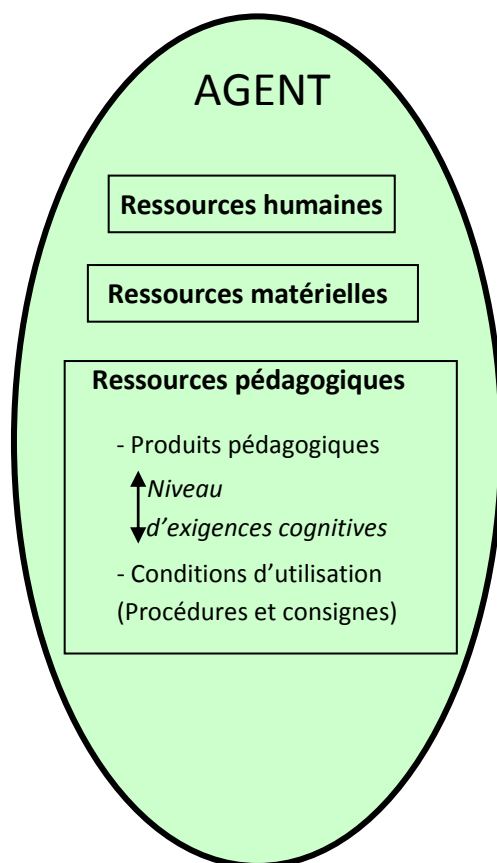 AGENT
Ressources humaines
Ressources matérielles
Ressources pédagogiques
- Produits pédagogiques
Niveau
d’exigences cognitives
- Conditions d’utilisation
(Procédures et consignes)